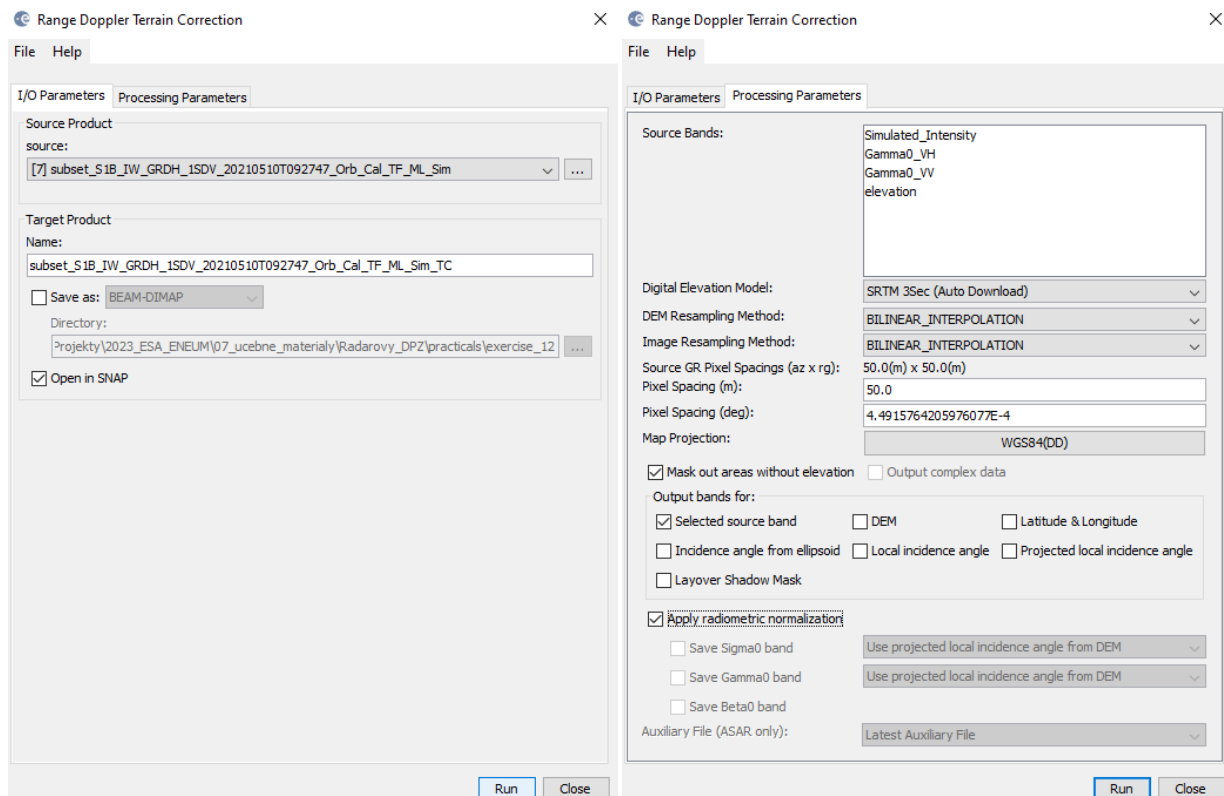 Range Doppler Terrain Correction
File Help
I/O Parameters Processing Parameters
Source Product
source:
[7] subset_S1B_IW_GRDH_1SDV_20210510T092747_Orb_Cal_TF_ML_Sim
...
Target Product
Name:
subset_S1B_IW_GRDH_1SDV_20210510T092747_Orb_Cal_TF_ML_Sim_TC
Save as: BEAM-DIMAP
Directory:
Projekty\2023_ESA_ENEUM\07_ucebne_materialy\Radarovy_DPZ\practicals\exercise_12 ...
Open in SNAP
Run Close
Range Doppler Terrain Correction
File Help
I/O Parameters Processing Parameters
Source Bands:
Simulated_Intensity
Gamma0_VH
Gamma0_VV
elevation
Digital Elevation Model: SRTM 3Sec (Auto Download)
DEM Resampling Method: BILINEAR_INTERPOLATION
Image Resampling Method: BILINEAR_INTERPOLATION
Source GR Pixel Spacings (az x rg): 50.0(m) x 50.0(m)
Pixel Spacing (m): 50.0
Pixel Spacing (deg): 4.4915764205976077E-4
Map Projection: WGS84(DD)
Mask out areas without elevation Output complex data
Output bands for:
Selected source band DEM Latitude & Longitude
Incidence angle from ellipsoid Local incidence angle Projected local incidence angle
Layover Shadow Mask
Apply radiometric normalization
Save Sigma0 band Use projected local incidence angle from DEM
Save Gamma0 band Use projected local incidence angle from DEM
Save Beta0 band
Auxiliary File (ASAR only): Latest Auxiliary File
Run Close